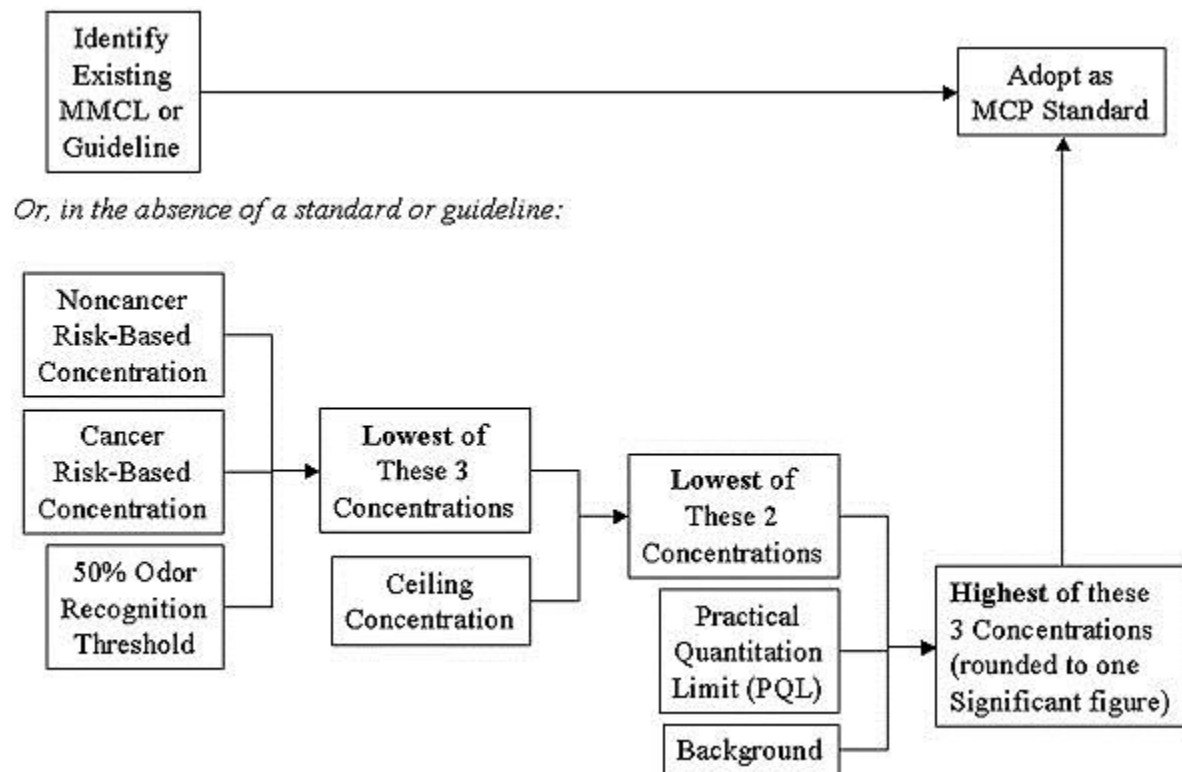 Identify
Existing
MMCL or
Guideline
Adopt as
MCP Standard
Or, in the absence of a standard or guideline:
Noncancer
Risk-Based
Concentration
Cancer
Risk-Based
Concentration
50% Odor
Recognition
Threshold
Lowest of
These 3
Concentrations
Ceiling
Concentration
Lowest of
These 2
Concentrations
Practical
Quantitation
Limit (PQL)
Background
Highest of these
3 Concentrations
(rounded to one
Significant figure)